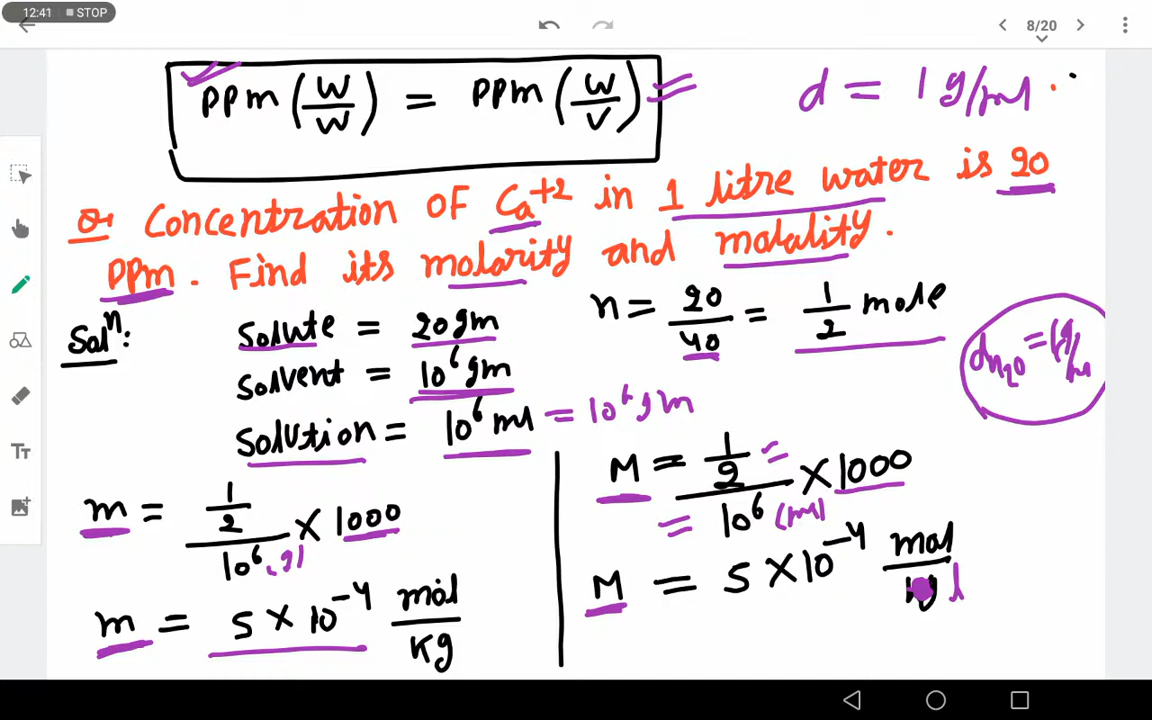 12:41 STOP
8/20
PPm (W/W) = PPm (W/V)
d = 1 g/ml
Q. Concentration OF Ca+2 in 1 litre water is 20
PPm. Find its molarity and molality.
Soln:
Solute = 20gm
Solvent = 10^6 gm
Solution = 10^6 ml = 10^6 gm
n = 20/40 = 1/2 mole
dH2O = 1g/ml
m = (1/2)/10^6 (g) × 1000
m = 5 × 10^-4 mol/Kg
M = (1/2)/10^6 (ml) × 1000
M = 5 × 10^-4 mol/l
Tт